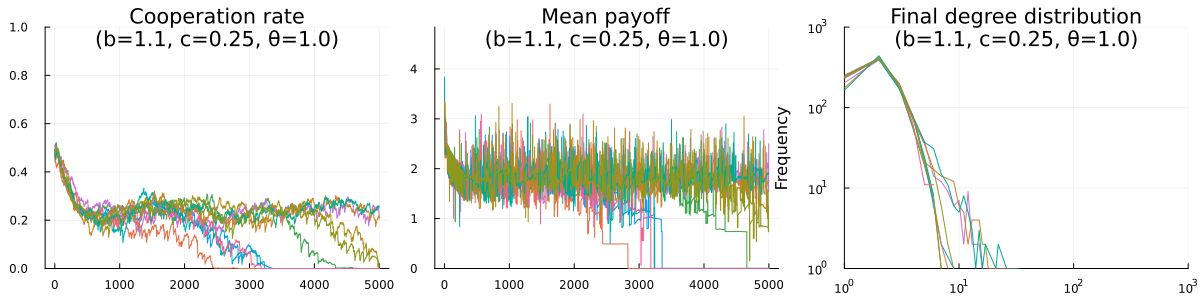 Cooperation rate
(b=1.1, c=0.25, θ=1.0)
1.0
0.8
0.6
0.4
0.2
0.0
0 1000 2000 3000 4000 5000
Mean payoff
(b=1.1, c=0.25, θ=1.0)
4
3
2
1
0
0 1000 2000 3000 4000 5000
Final degree distribution
(b=1.1, c=0.25, θ=1.0)
Frequency
10³
10²
10¹
10⁰
10⁰ 10¹ 10² 10³